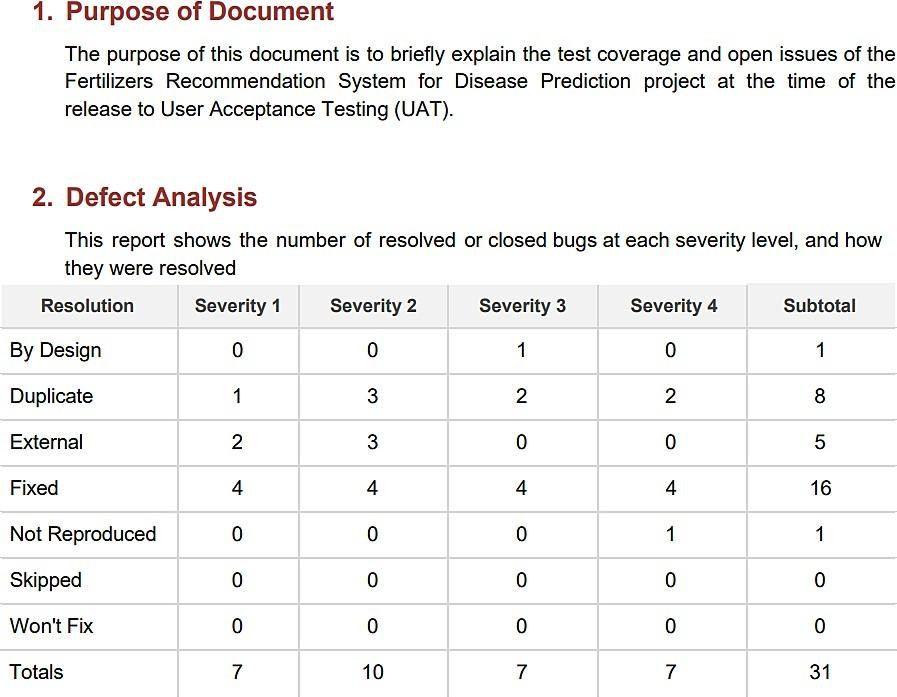 1. Purpose of Document
The purpose of this document is to briefly explain the test coverage and open issues of the
Fertilizers Recommendation System for Disease Prediction project at the time of the
release to User Acceptance Testing (UAT).
2. Defect Analysis
This report shows the number of resolved or closed bugs at each severity level, and how
they were resolved
Resolution Severity 1 Severity 2 Severity 3 Severity 4 Subtotal
By Design 0 0 1 0 1
Duplicate 1 3 2 2 8
External 2 3 0 0 5
Fixed 4 4 4 4 16
Not Reproduced 0 0 0 1 1
Skipped 0 0 0 0 0
Won't Fix 0 0 0 0 0
Totals 7 10 7 7 31